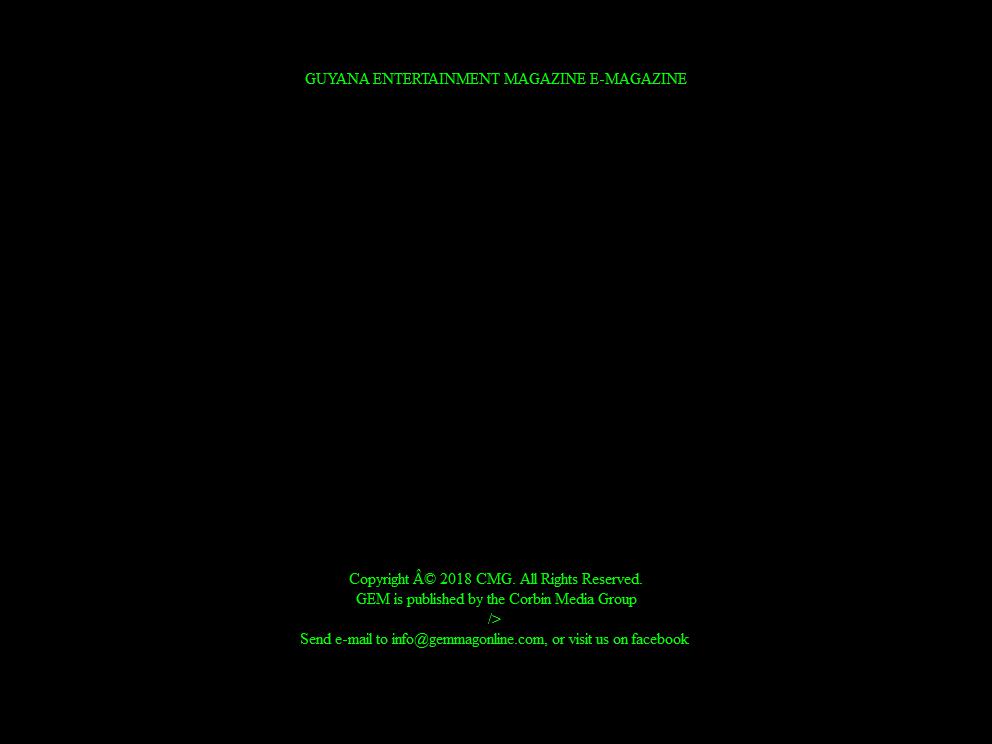 GUYANA ENTERTAINMENT MAGAZINE E-MAGAZINE
Copyright Â© 2018 CMG. All Rights Reserved.
GEM is published by the Corbin Media Group
/>
Send e-mail to info@gemmagonline.com, or visit us on facebook